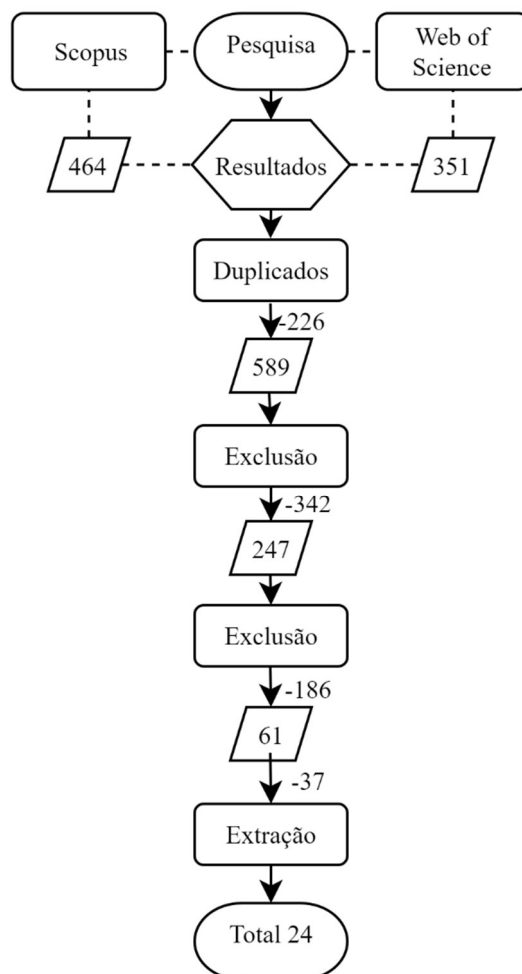 Scopus
Pesquisa
Web of
Science
464
Resultados
351
Duplicados
-226
589
Exclusão
-342
247
Exclusão
-186
61
-37
Extração
Total 24